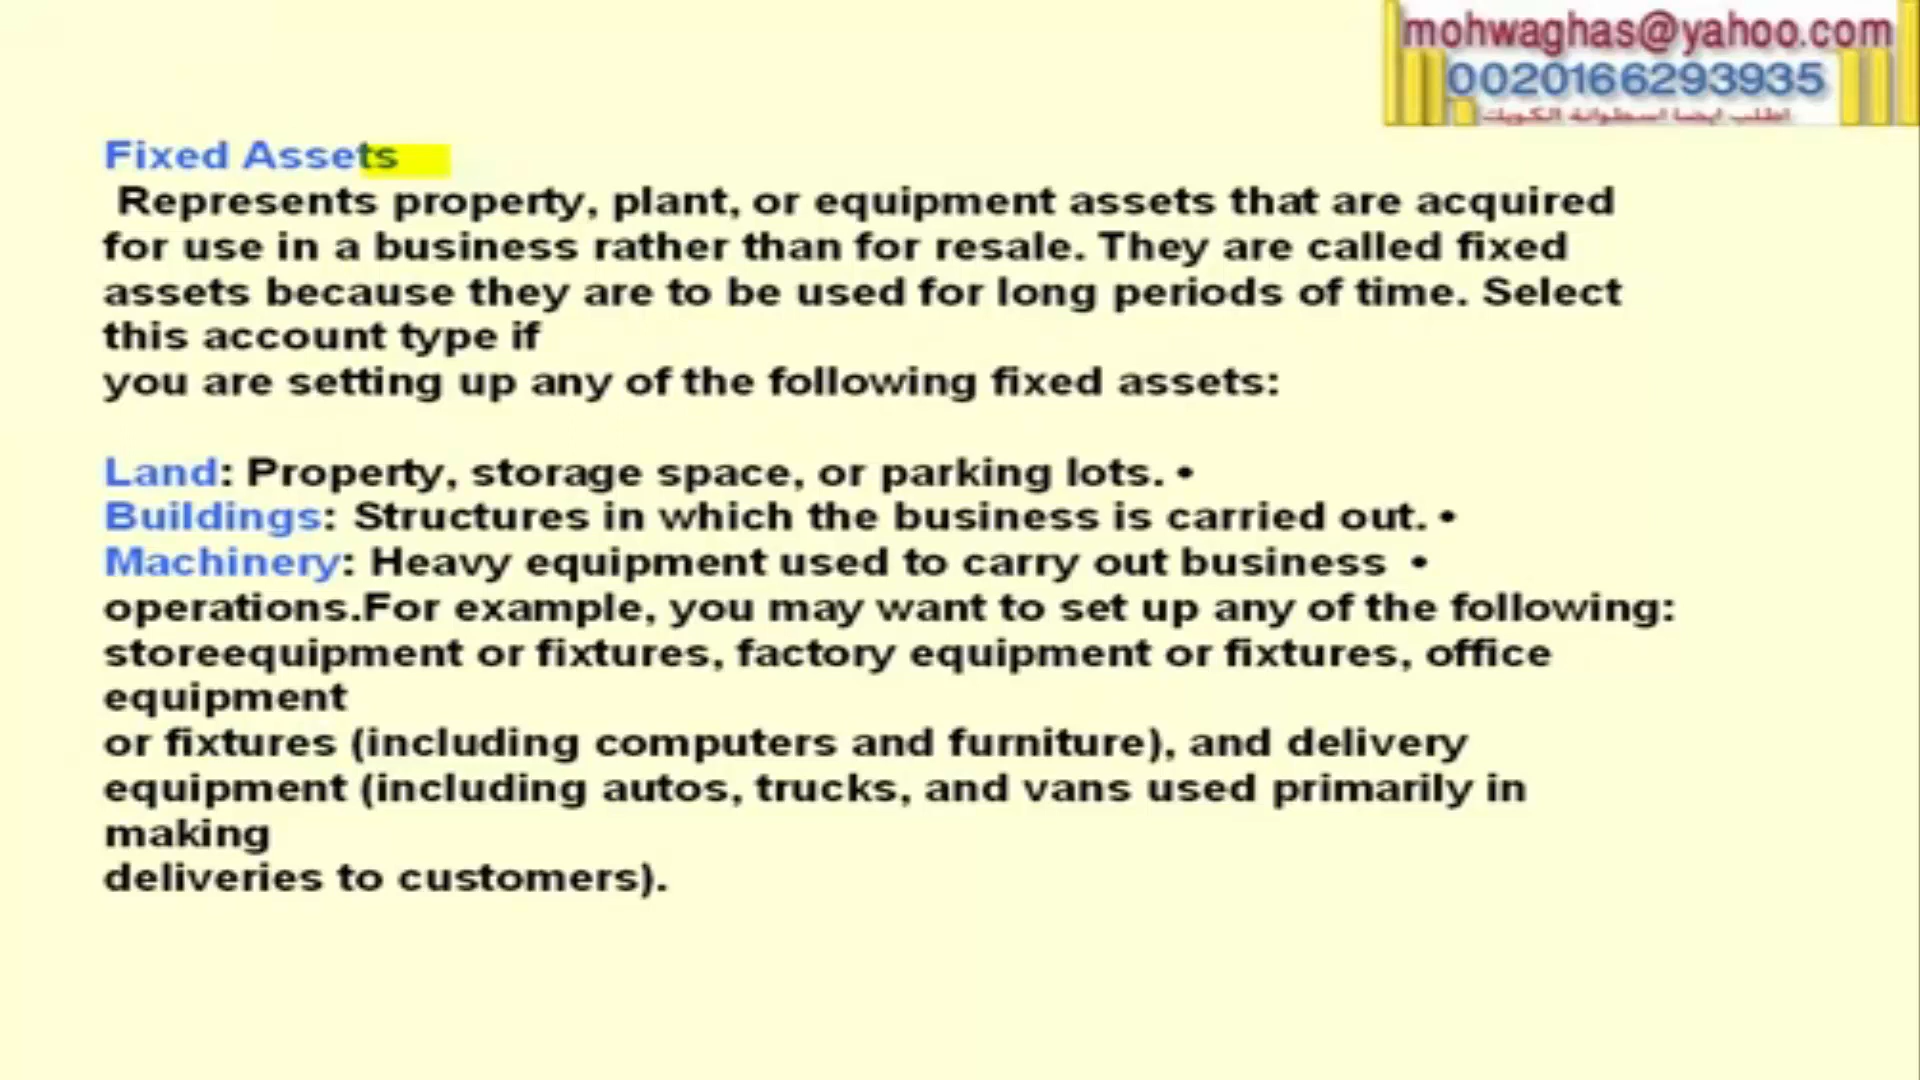 mohwaghas@yahoo.com
0020166293935
اطلب ايضا اسطوانة الكويك
Fixed Assets
Represents property, plant, or equipment assets that are acquired
for use in a business rather than for resale. They are called fixed
assets because they are to be used for long periods of time. Select
this account type if
you are setting up any of the following fixed assets:
Land: Property, storage space, or parking lots. •
Buildings: Structures in which the business is carried out. •
Machinery: Heavy equipment used to carry out business •
operations.For example, you may want to set up any of the following:
storeequipment or fixtures, factory equipment or fixtures, office
equipment
or fixtures (including computers and furniture), and delivery
equipment (including autos, trucks, and vans used primarily in
making
deliveries to customers).